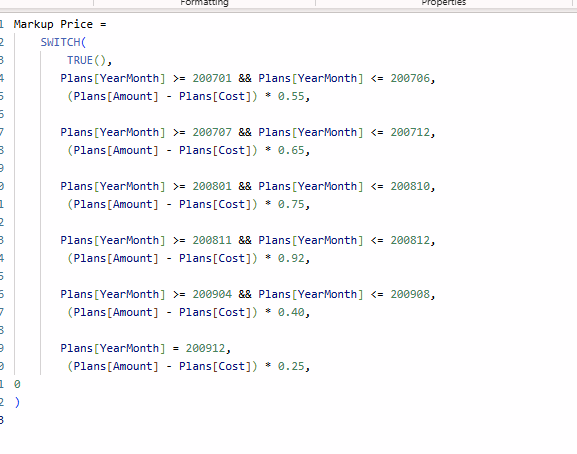 Formatting
Properties
1 Markup Price =
2 SWITCH(
3 TRUE(),
4 Plans[YearMonth] >= 200701 && Plans[YearMonth] <= 200706,
5 (Plans[Amount] - Plans[Cost]) * 0.55,
6
7 Plans[YearMonth] >= 200707 && Plans[YearMonth] <= 200712,
8 (Plans[Amount] - Plans[Cost]) * 0.65,
9
0 Plans[YearMonth] >= 200801 && Plans[YearMonth] <= 200810,
1 (Plans[Amount] - Plans[Cost]) * 0.75,
2
3 Plans[YearMonth] >= 200811 && Plans[YearMonth] <= 200812,
4 (Plans[Amount] - Plans[Cost]) * 0.92,
5
6 Plans[YearMonth] >= 200904 && Plans[YearMonth] <= 200908,
7 (Plans[Amount] - Plans[Cost]) * 0.40,
8
9 Plans[YearMonth] = 200912,
0 (Plans[Amount] - Plans[Cost]) * 0.25,
1 0
2 )
3